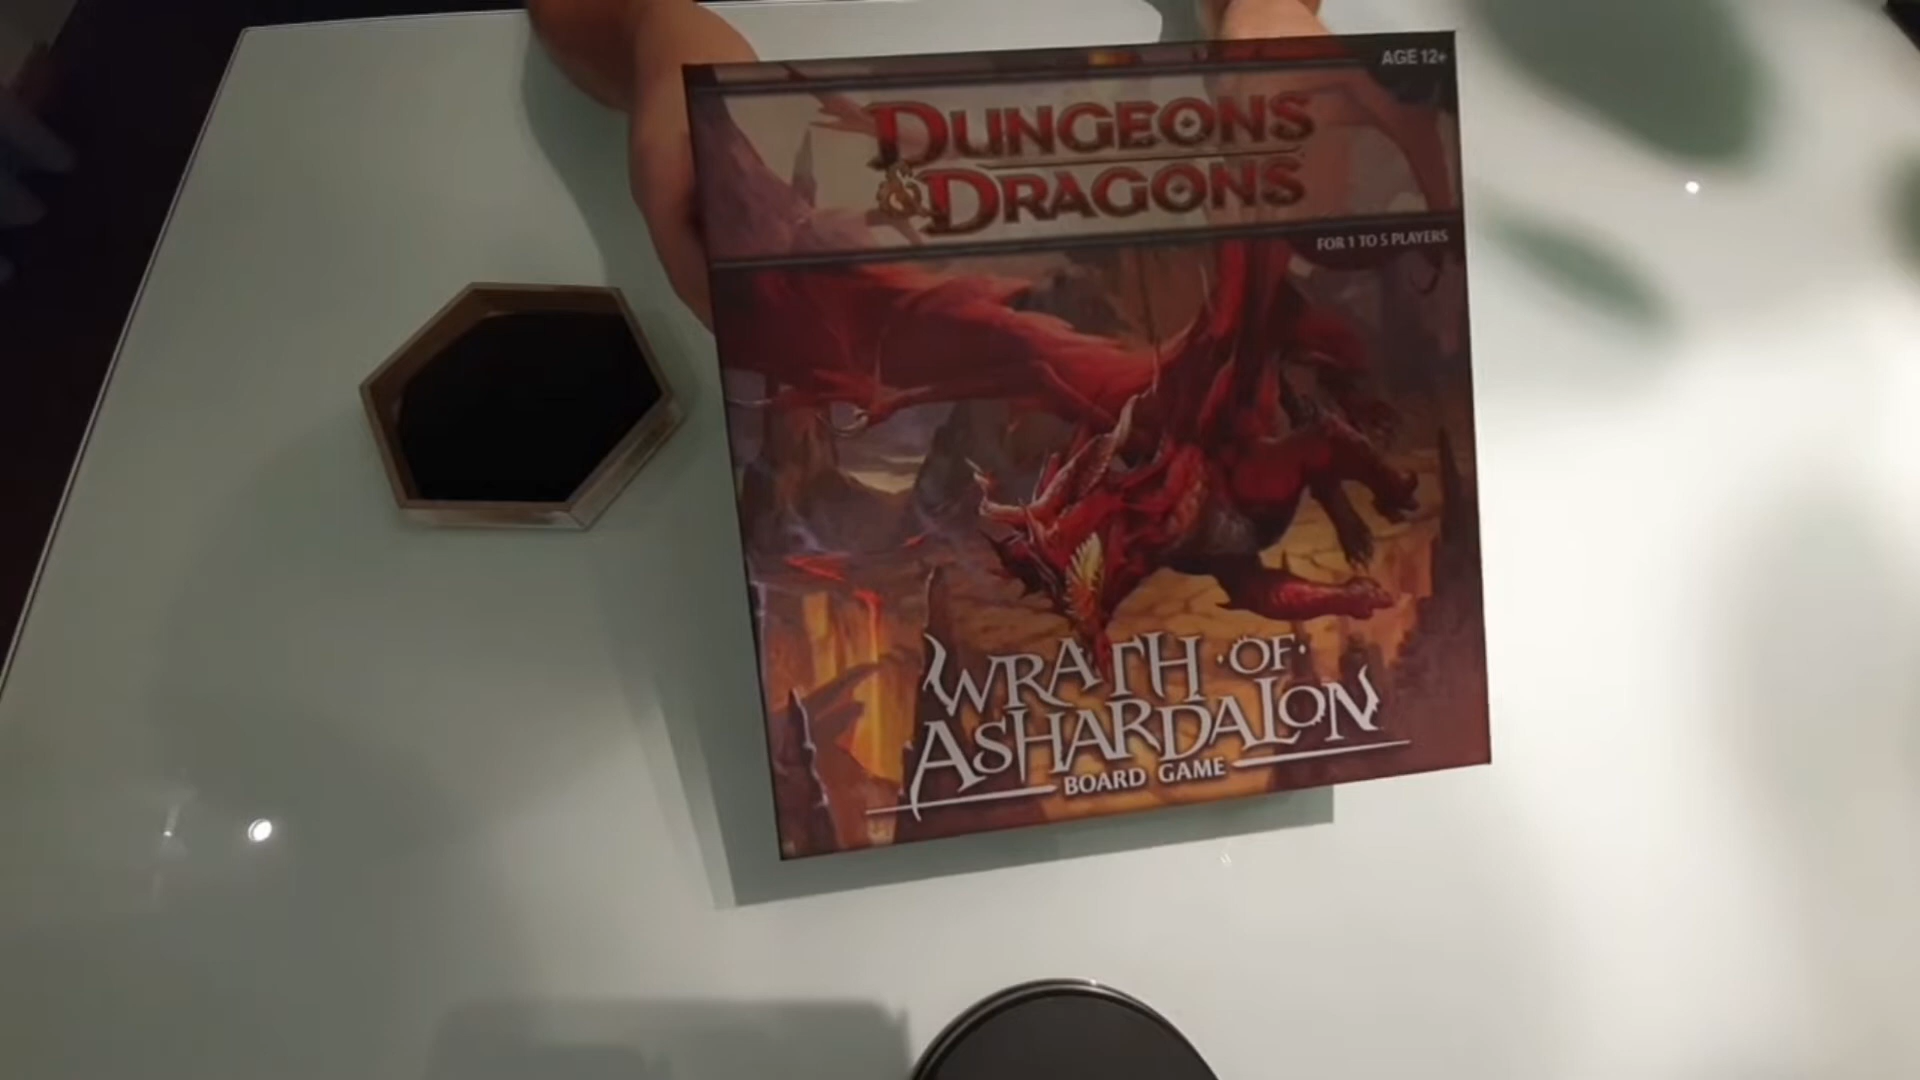 AGE 12+
DUNGEONS
& DRAGONS
FOR 1 TO 5 PLAYERS
WRATH ·OF·
ASHARDALON
BOARD GAME